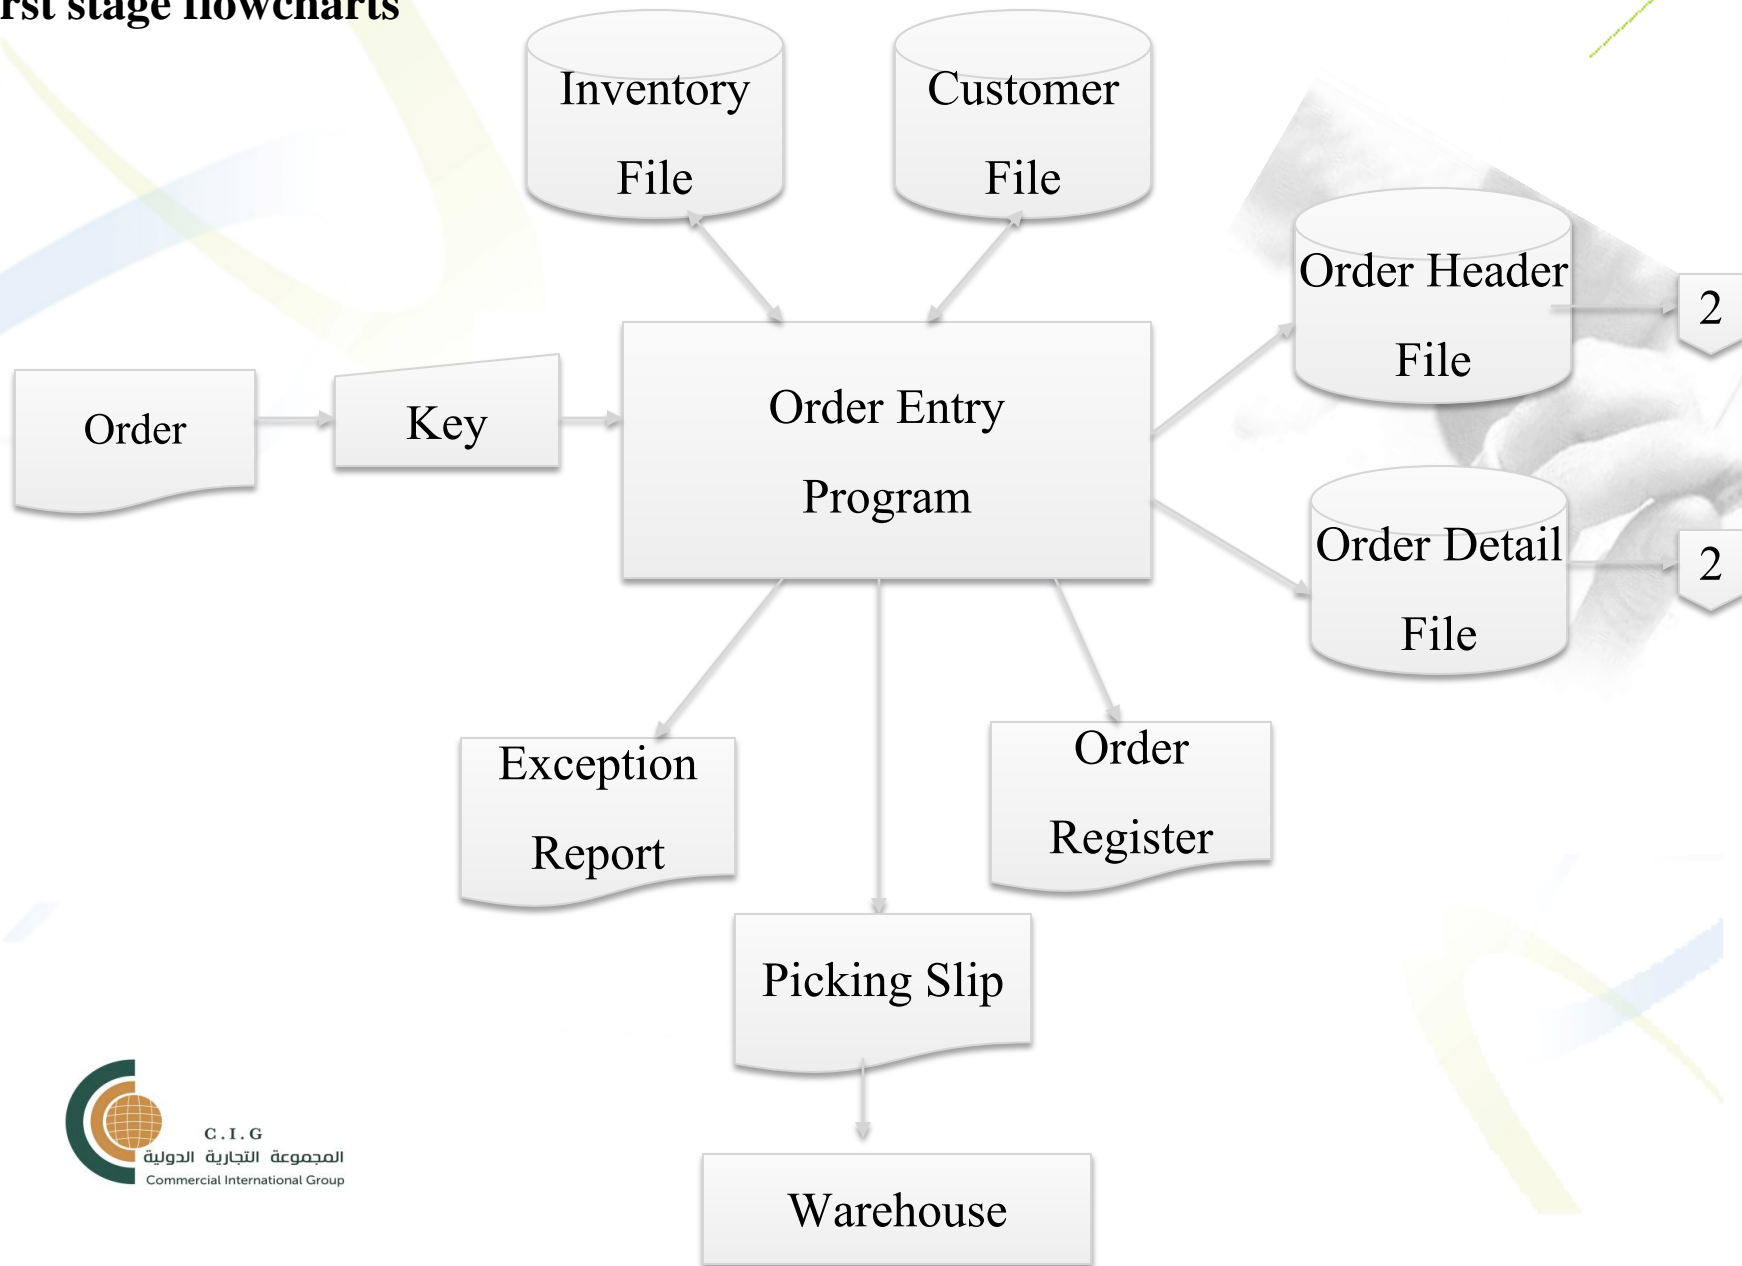 rst stage flowcharts
Inventory
File
Customer
File
Order Header
File
2
Order
Key
Order Entry
Program
Order Detail
File
2
Exception
Report
Order
Register
Picking Slip
Warehouse
C.I.G
المجموعة التجارية الدولية
Commercial International Group